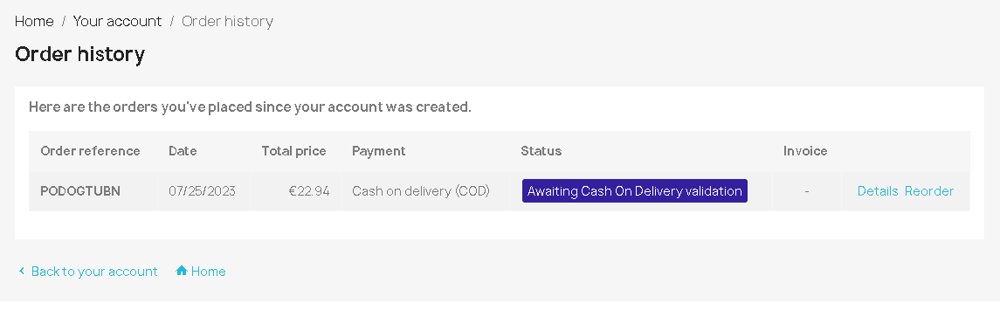 Home / Your account / Order history
Order history
Here are the orders you've placed since your account was created.
Order reference Date Total price Payment Status Invoice
PODOGTUBN 07/25/2023 €22.94 Cash on delivery (COD) Awaiting Cash On Delivery validation - Details Reorder
Back to your account Home